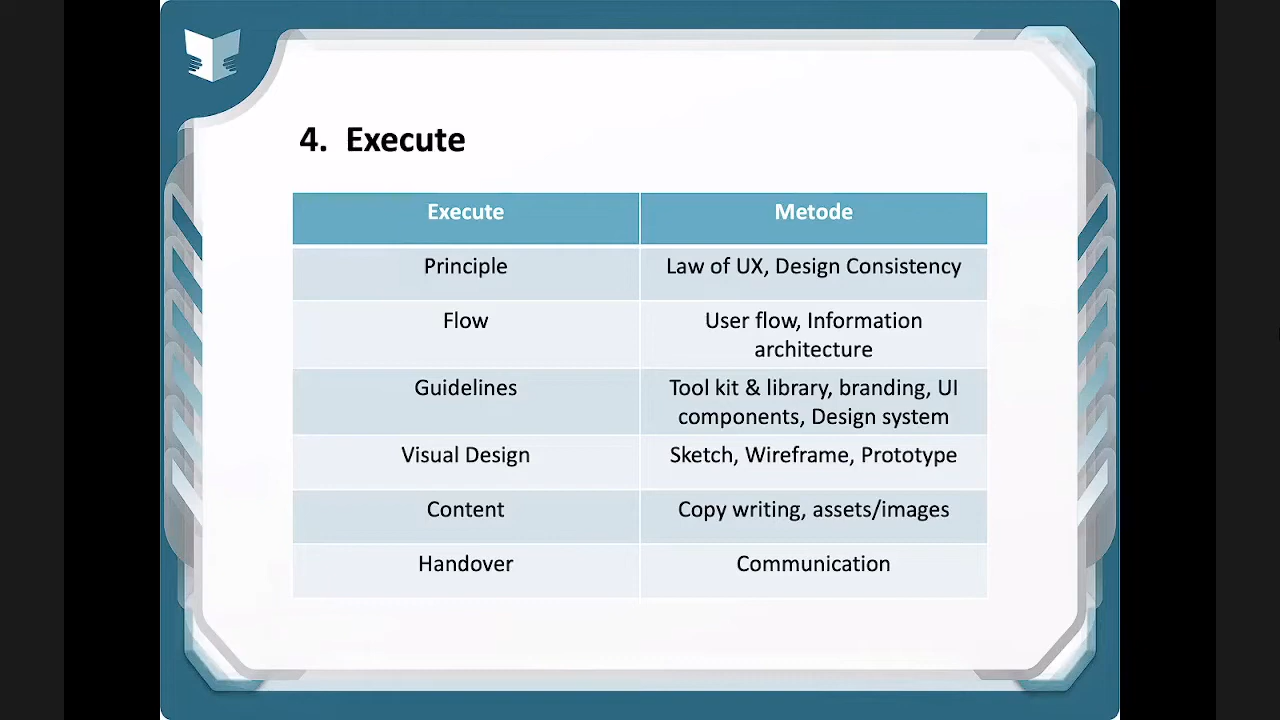 4. Execute
Execute
Metode
Principle
Law of UX, Design Consistency
Flow
User flow, Information
architecture
Guidelines
Tool kit & library, branding, UI
components, Design system
Visual Design
Sketch, Wireframe, Prototype
Content
Copy writing, assets/images
Handover
Communication